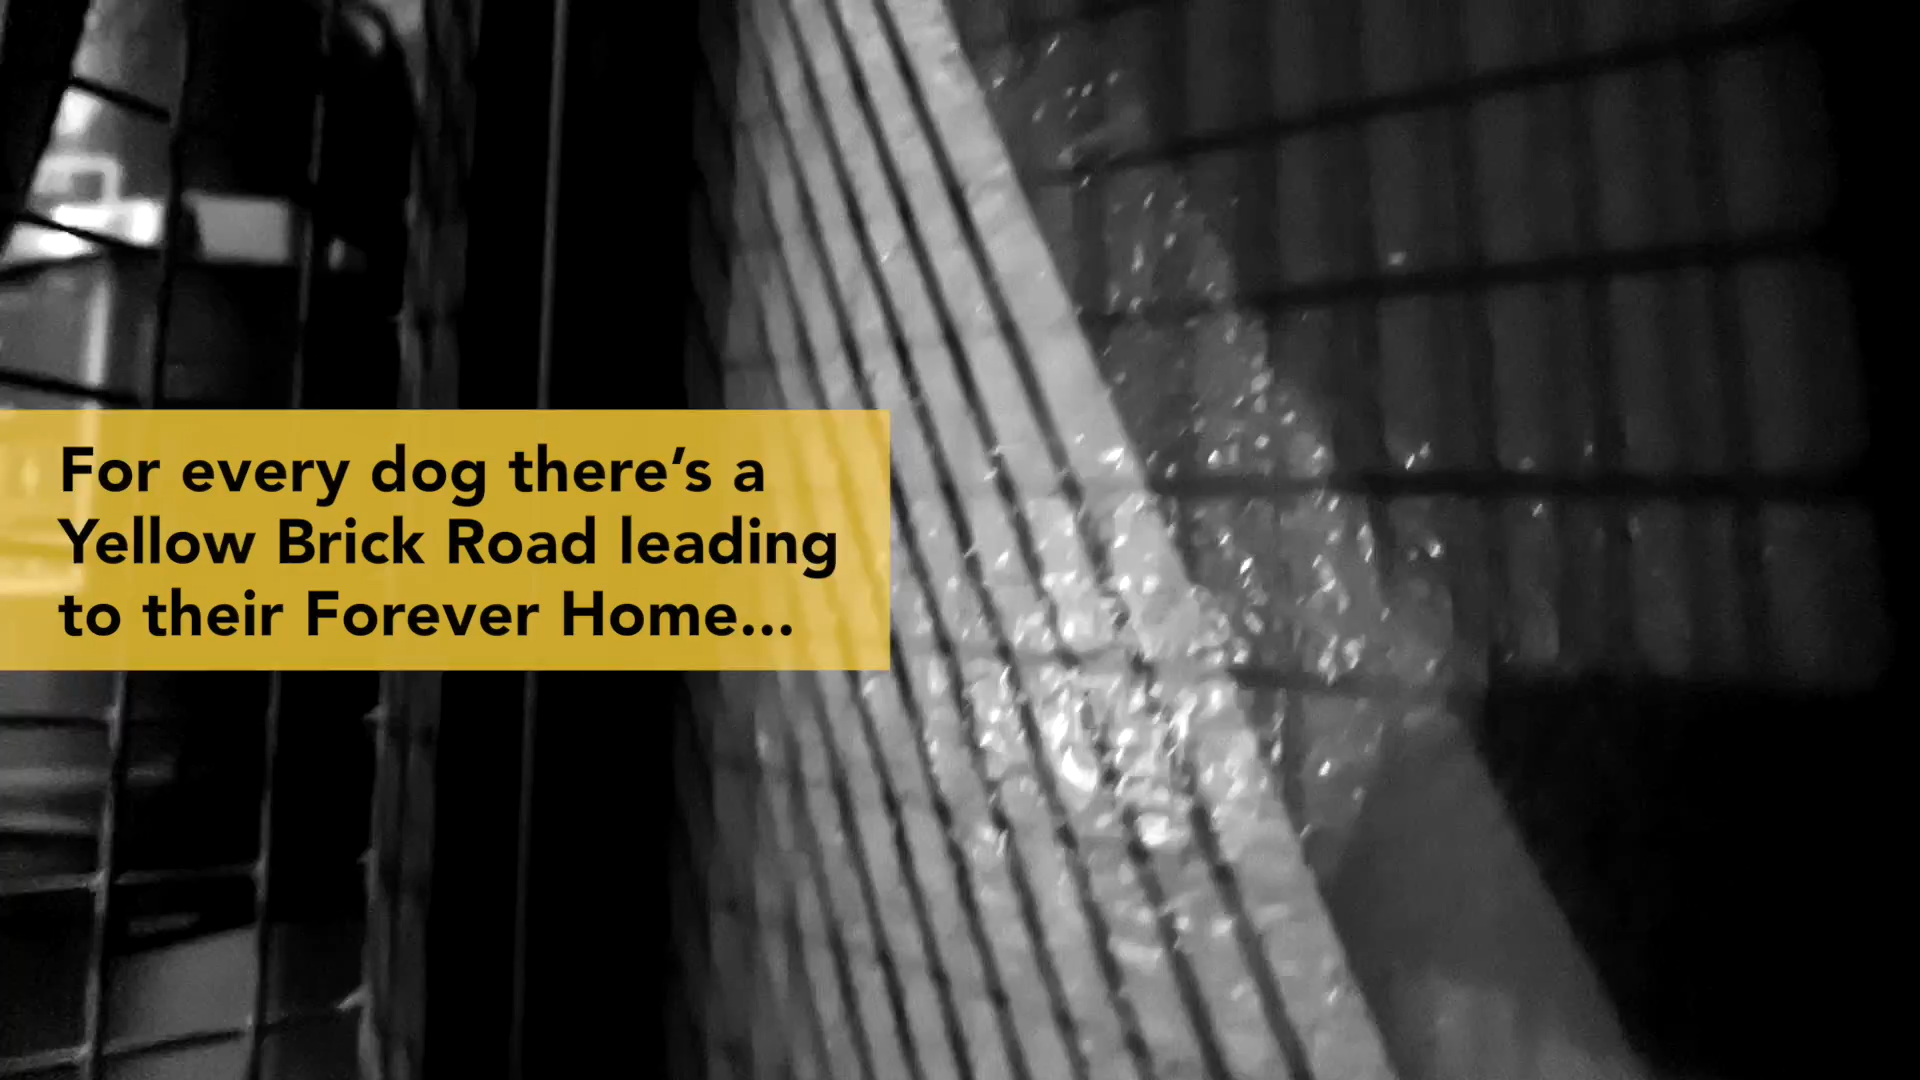 For every dog there’s a
Yellow Brick Road leading
to their Forever Home...